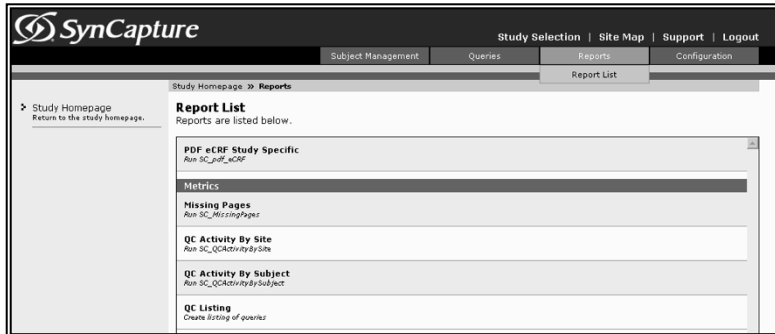 SynCapture
Study Selection | Site Map | Support | Logout
Subject Management Queries Reports Configuration
Report List
Study Homepage » Reports
Study Homepage
Return to the study homepage.
Report List
Reports are listed below.
PDF eCRF Study Specific
Run SC_pdf_eCRF
Metrics
Missing Pages
Run SC_MissingPages
QC Activity By Site
Run SC_QCActivityBySite
QC Activity By Subject
Run SC_QCActivityBySubject
QC Listing
Create listing of queries